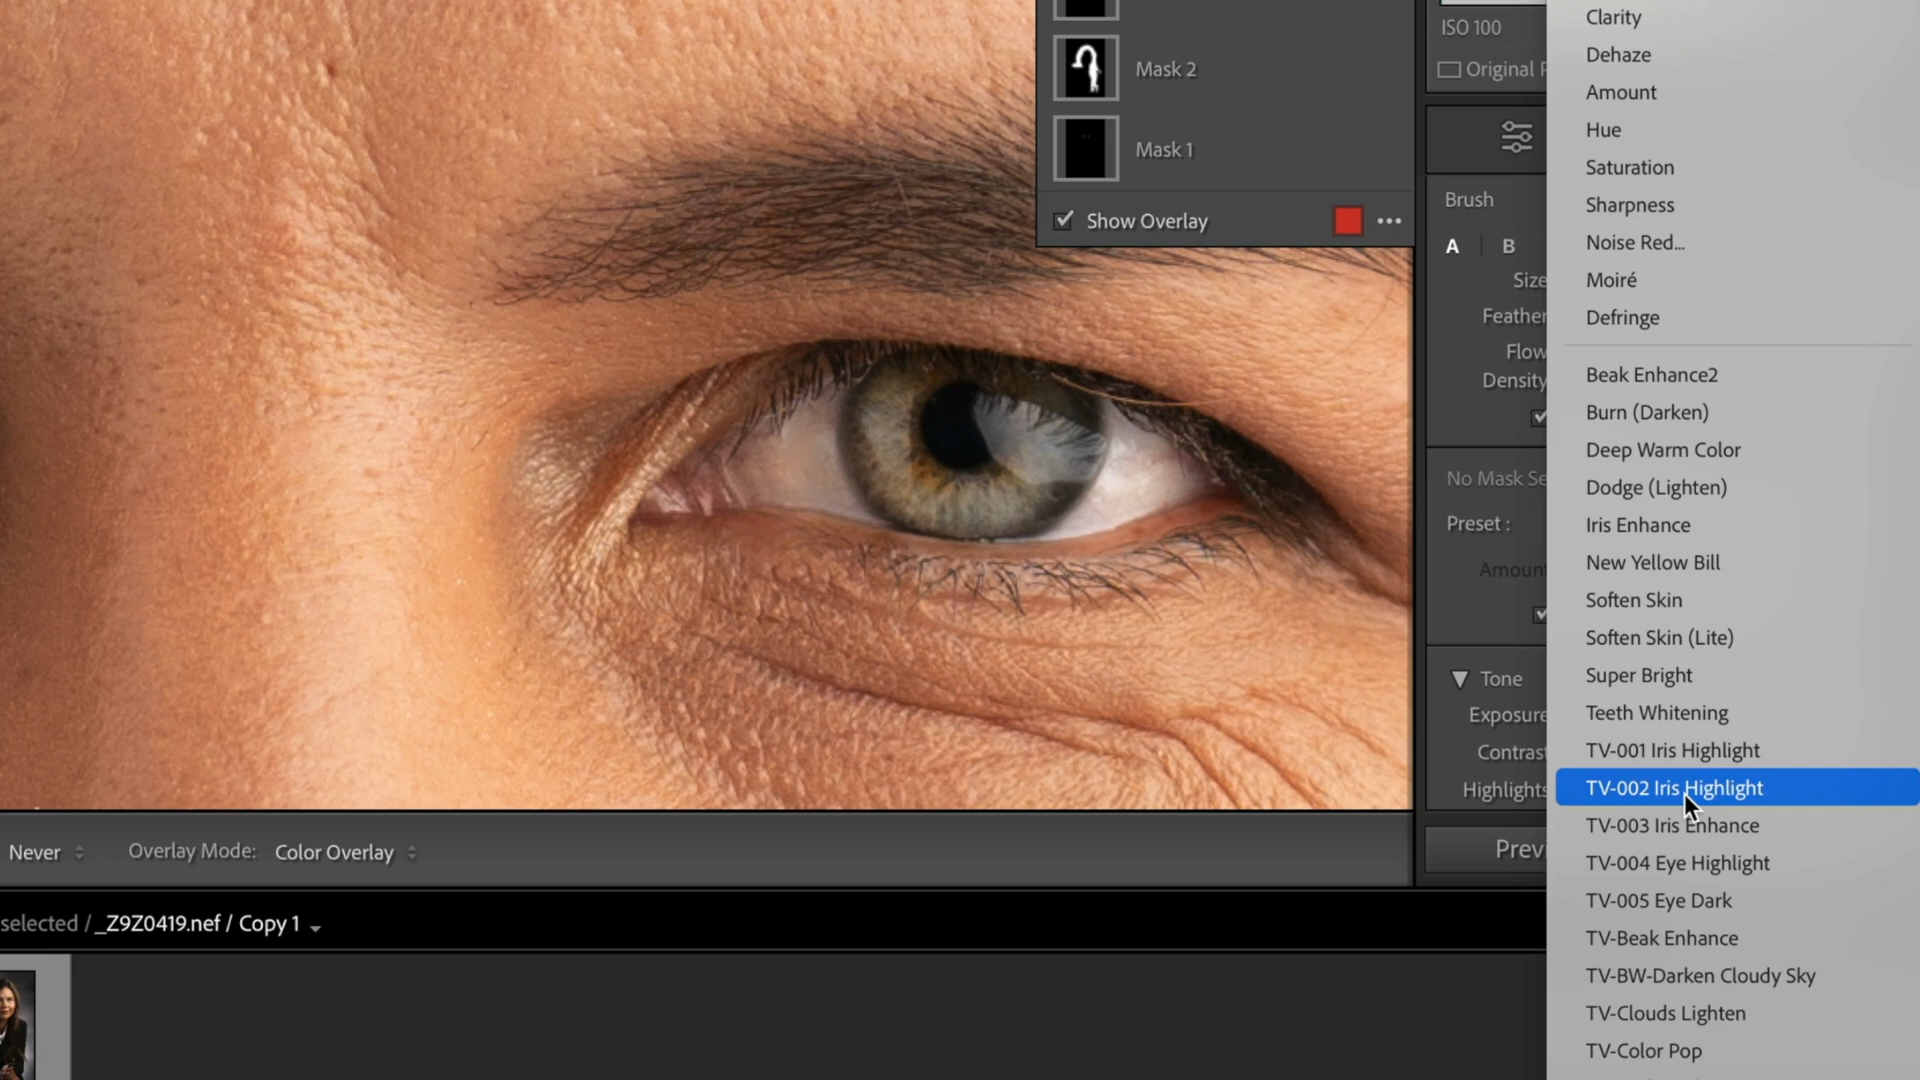 Mask 2
Mask 1
Show Overlay
ISO 100
Original
Brush
A B
Size
Feather
Flow
Density
No Mask Se
Preset :
Amoun
Tone
Exposure
Contras
Highlights
Prev
Clarity
Dehaze
Amount
Hue
Saturation
Sharpness
Noise Red...
Moiré
Defringe
Beak Enhance2
Burn (Darken)
Deep Warm Color
Dodge (Lighten)
Iris Enhance
New Yellow Bill
Soften Skin
Soften Skin (Lite)
Super Bright
Teeth Whitening
TV-001 Iris Highlight
TV-002 Iris Highlight
TV-003 Iris Enhance
TV-004 Eye Highlight
TV-005 Eye Dark
TV-Beak Enhance
TV-BW-Darken Cloudy Sky
TV-Clouds Lighten
TV-Color Pop
Never Overlay Mode: Color Overlay
selected / _Z9Z0419.nef / Copy 1